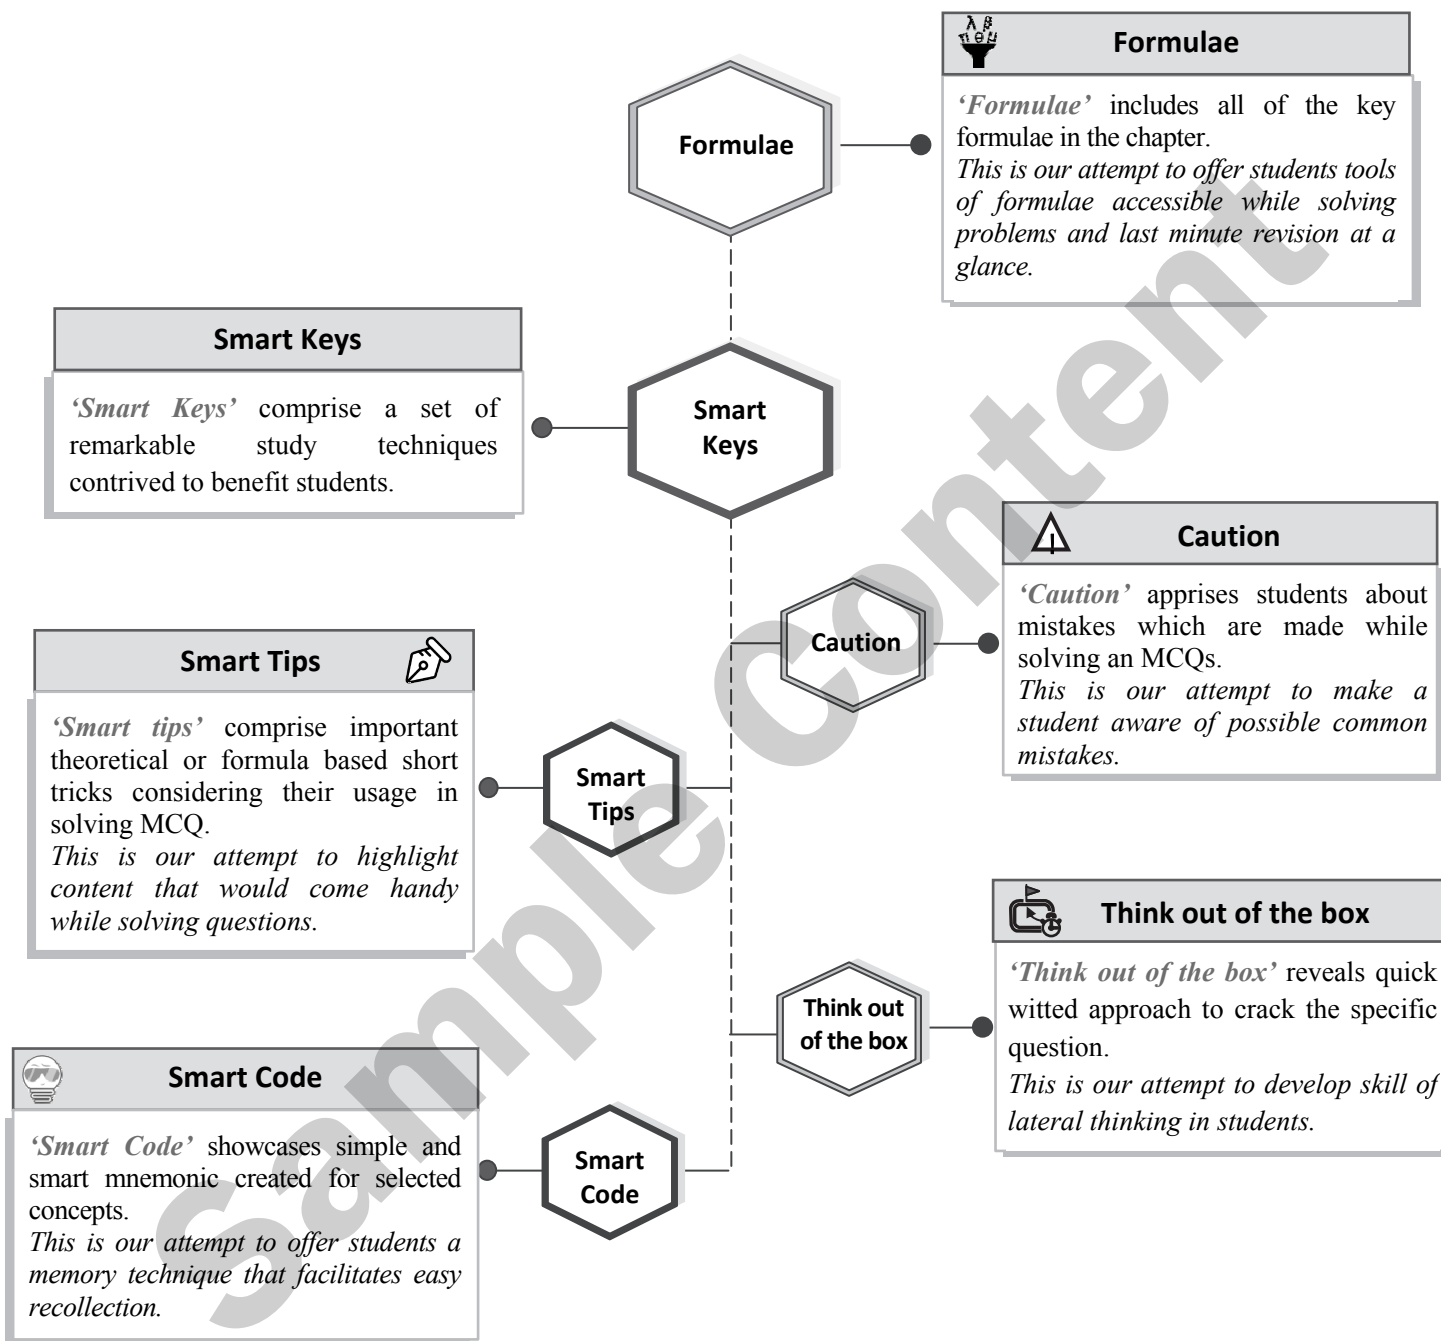 λ β
π θ μ
Formulae
‘Formulae’ includes all of the key
formulae in the chapter.
This is our attempt to offer students tools
of formulae accessible while solving
problems and last minute revision at a
glance.
Formulae
Smart Keys
‘Smart Keys’ comprise a set of
remarkable study techniques
contrived to benefit students.
Smart
Keys
Caution
‘Caution’ apprises students about
mistakes which are made while
solving an MCQs.
This is our attempt to make a
student aware of possible common
mistakes.
Caution
Smart Tips
‘Smart tips’ comprise important
theoretical or formula based short
tricks considering their usage in
solving MCQ.
This is our attempt to highlight
content that would come handy
while solving questions.
Smart
Tips
Think out of the box
‘Think out of the box’ reveals quick
witted approach to crack the specific
question.
This is our attempt to develop skill of
lateral thinking in students.
Think out
of the box
Smart Code
‘Smart Code’ showcases simple and
smart mnemonic created for selected
concepts.
This is our attempt to offer students a
memory technique that facilitates easy
recollection.
Smart
Code
Sample Content